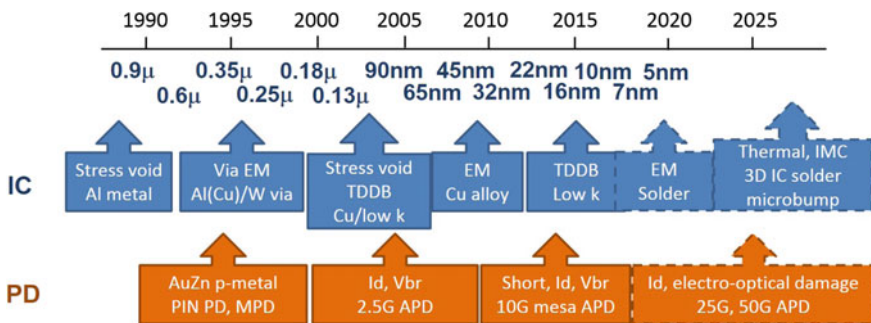 1990 1995 2000 2005 2010 2015 2020 2025
0.9μ 0.35μ 0.18μ 90nm 45nm 22nm 10nm 5nm
0.6μ 0.25μ 0.13μ 65nm 32nm 16nm 7nm
IC
Stress void
Al metal
Via EM
Al(Cu)/W via
Stress void
TDDB
Cu/low k
EM
Cu alloy
TDDB
Low k
EM
Solder
Thermal, IMC
3D IC solder
microbump
PD
AuZn p-metal
PIN PD, MPD
Id, Vbr
2.5G APD
Short, Id, Vbr
10G mesa APD
Id, electro-optical damage
25G, 50G APD